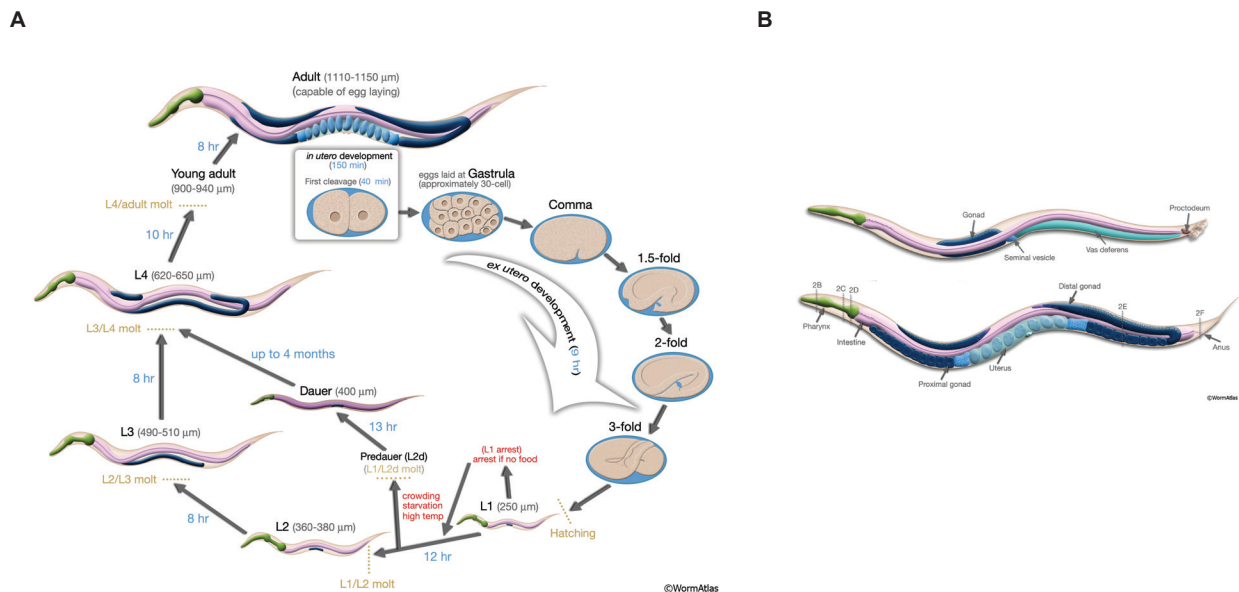 A
B
Adult (1110-1150 µm)
(capable of egg laying)
8 hr
Young adult
(900-940 µm)
L4/adult molt
10 hr
L4
(620-650 µm)
L3/L4 molt
8 hr
up to 4 months
Dauer (400 µm)
13 hr
L3
(490-510 µm)
L2/L3 molt
8 hr
Predauer (L2d)
(L1/L2d molt)
crowding
starvation
high temp
(L1 arrest)
arrest if no food
L2 (360-380 µm)
L1/L2 molt
12 hr
L1 (250 µm)
Hatching
in utero development
(150 min)
First cleavage (40 min)
eggs laid at Gastrula
(approximately 30-cell)
Comma
1.5-fold
2-fold
3-fold
ex utero development (9 hr)
©WormAtlas
Gonad
Seminal vesicle
Vas deferens
Proctodeum
2B
2C
2D
Pharynx
Intestine
Proximal gonad
Uterus
Distal gonad
2E
2F
Anus
©WormAtlas